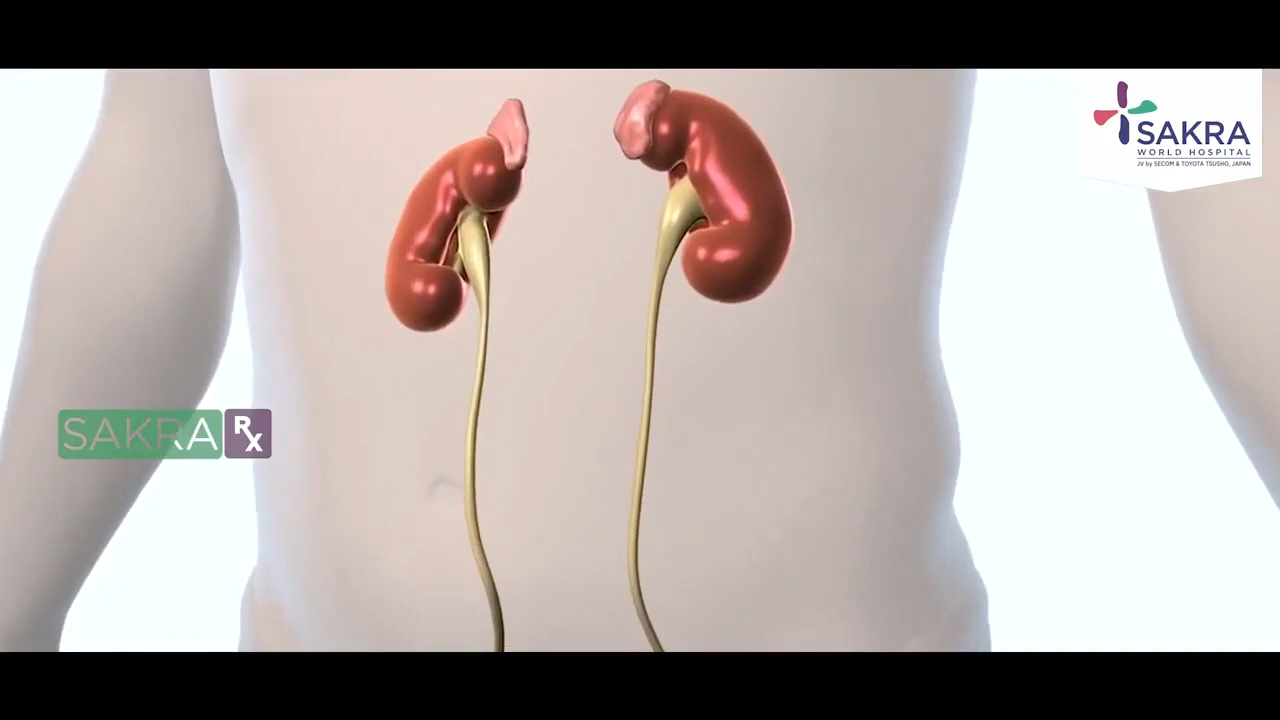 SAKRA
WORLD HOSPITAL
JV by SECOM & TOYOTA TSUSHO, JAPAN
SAKRA Rx